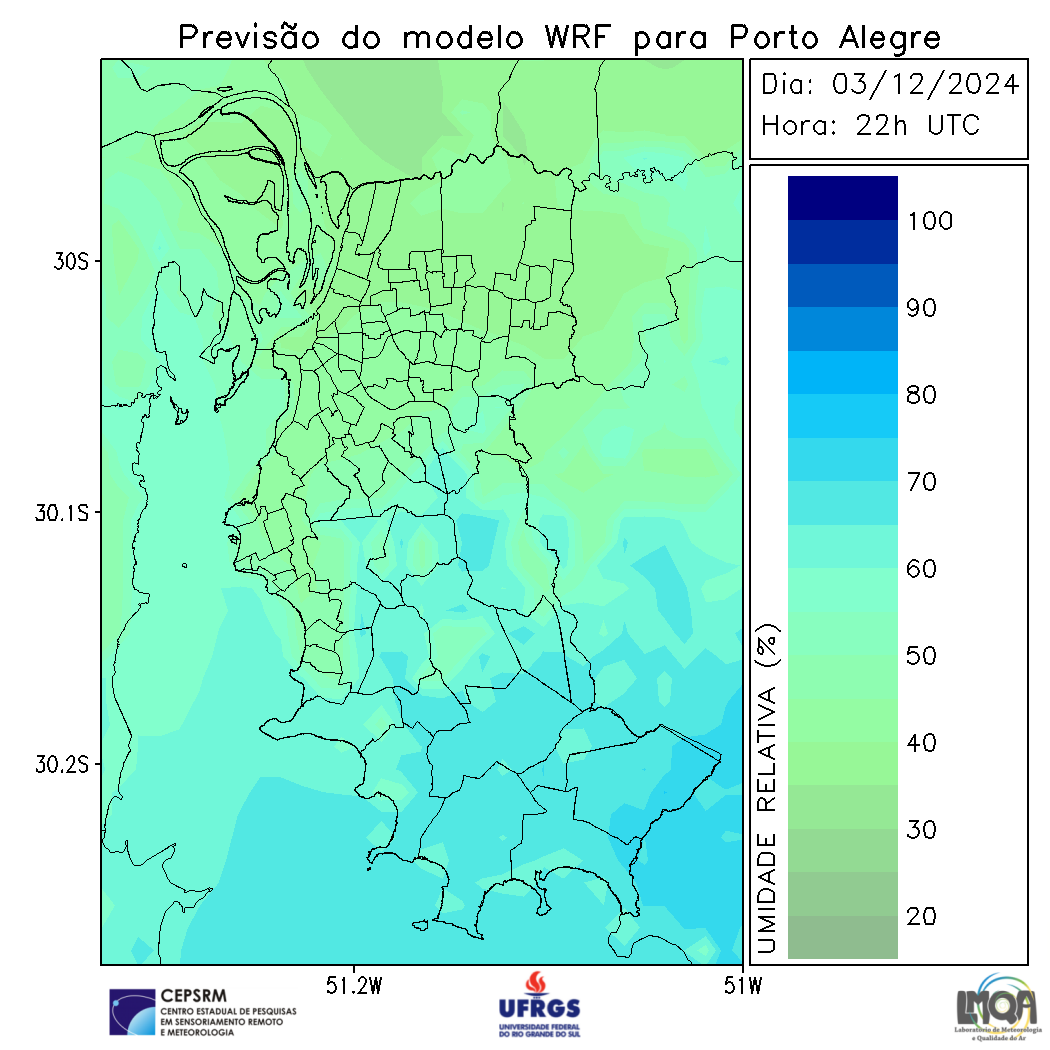 Previsão do modelo WRF para Porto Alegre
Dia: 03/12/2024
Hora: 22h UTC
100
90
80
70
60
50
40
30
20
UMIDADE RELATIVA (%)
30S
30.1S
30.2S
51.2W
51W
CEPSRM
CENTRO ESTADUAL DE PESQUISAS
EM SENSORIAMENTO REMOTO
E METEOROLOGIA
UFRGS
UNIVERSIDADE FEDERAL
DO RIO GRANDE DO SUL
LMQA
Laboratório de Meteorologia
e Qualidade do Ar